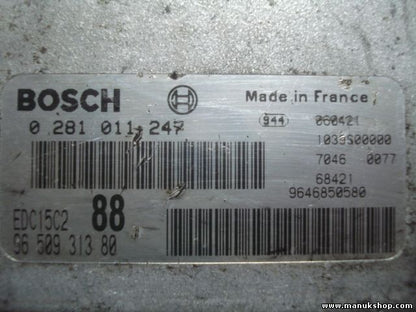 BOSCH
Made in France
0 281 011 247
944 060421
1039S00000
7046 0077
68421
9646850580
EDC15C2 88
96 509 313 80
www.manukshop.com